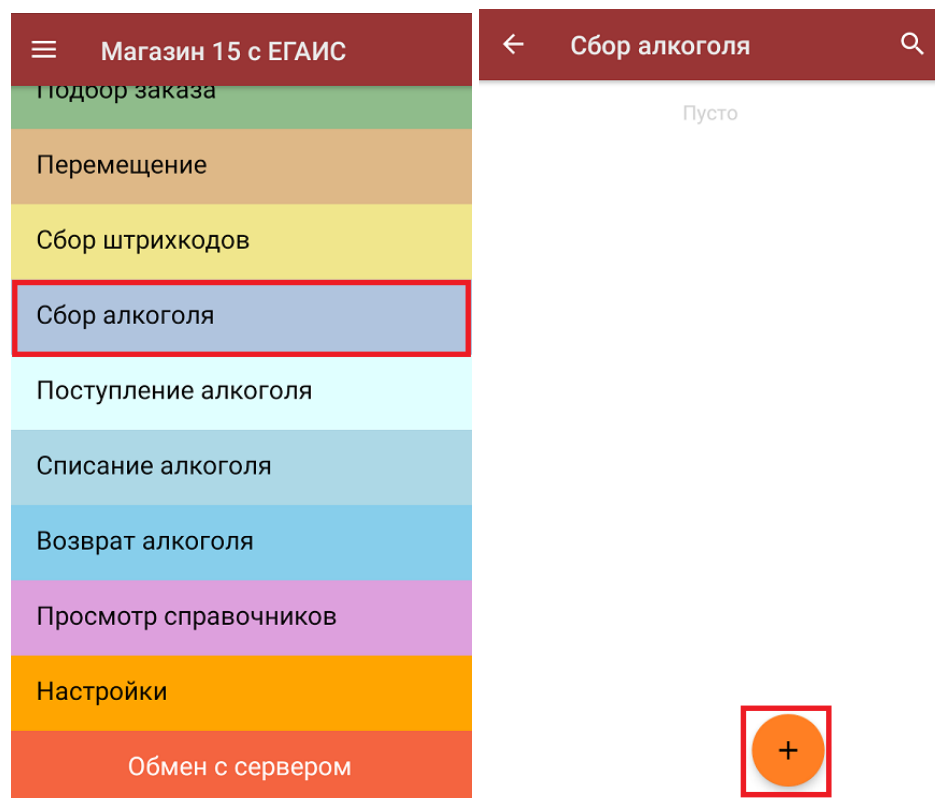 Магазин 15 с ЕГАИС
Подбор заказа
Перемещение
Сбор штрихкодов
Сбор алкоголя
Поступление алкоголя
Списание алкоголя
Возврат алкоголя
Просмотр справочников
Настройки
Обмен с сервером
Сбор алкоголя
Пусто
+